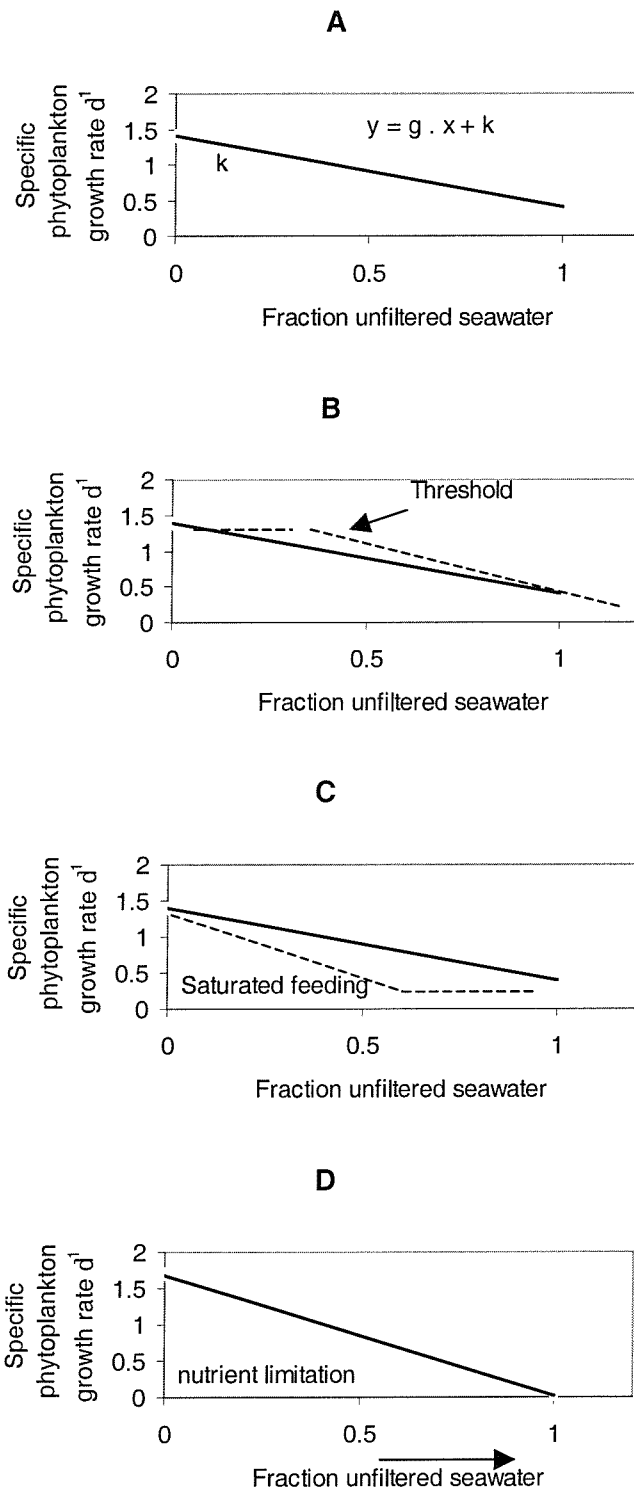 A
Specific
phytoplankton
growth rate d¹
2
1.5
1
0.5
0
y = g . x + k
k
0
0.5
1
Fraction unfiltered seawater
B
Specific
phytoplankton
growth rate d¹
2
1.5
1
0.5
0
Threshold
0
0.5
1
Fraction unfiltered seawater
C
Specific
phytoplankton
growth rate d¹
2
1.5
1
0.5
0
Saturated feeding
0
0.5
1
Fraction unfiltered seawater
D
Specific
phytoplankton
growth rate d¹
2
1.5
1
0.5
0
nutrient limitation
0
0.5
1
Fraction unfiltered seawater